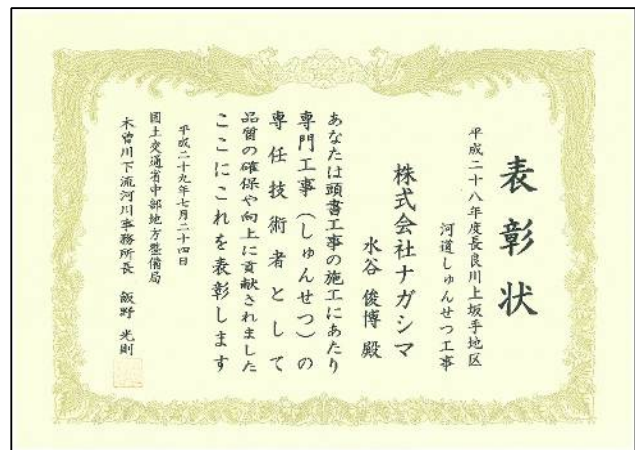 表彰状
平成二十八年度長良川上坂手地区
河道しゅんせつ工事
株式会社ナガシマ
水谷 俊博 殿
あなたは頭書工事の施工にあたり
専門工事（しゅんせつ）の
専任技術者として
品質の確保や向上に貢献されました
ここにこれを表彰します
平成二十九年七月二十四日
国土交通省中部地方整備局
木曽川下流河川事務所長 飯野 光則